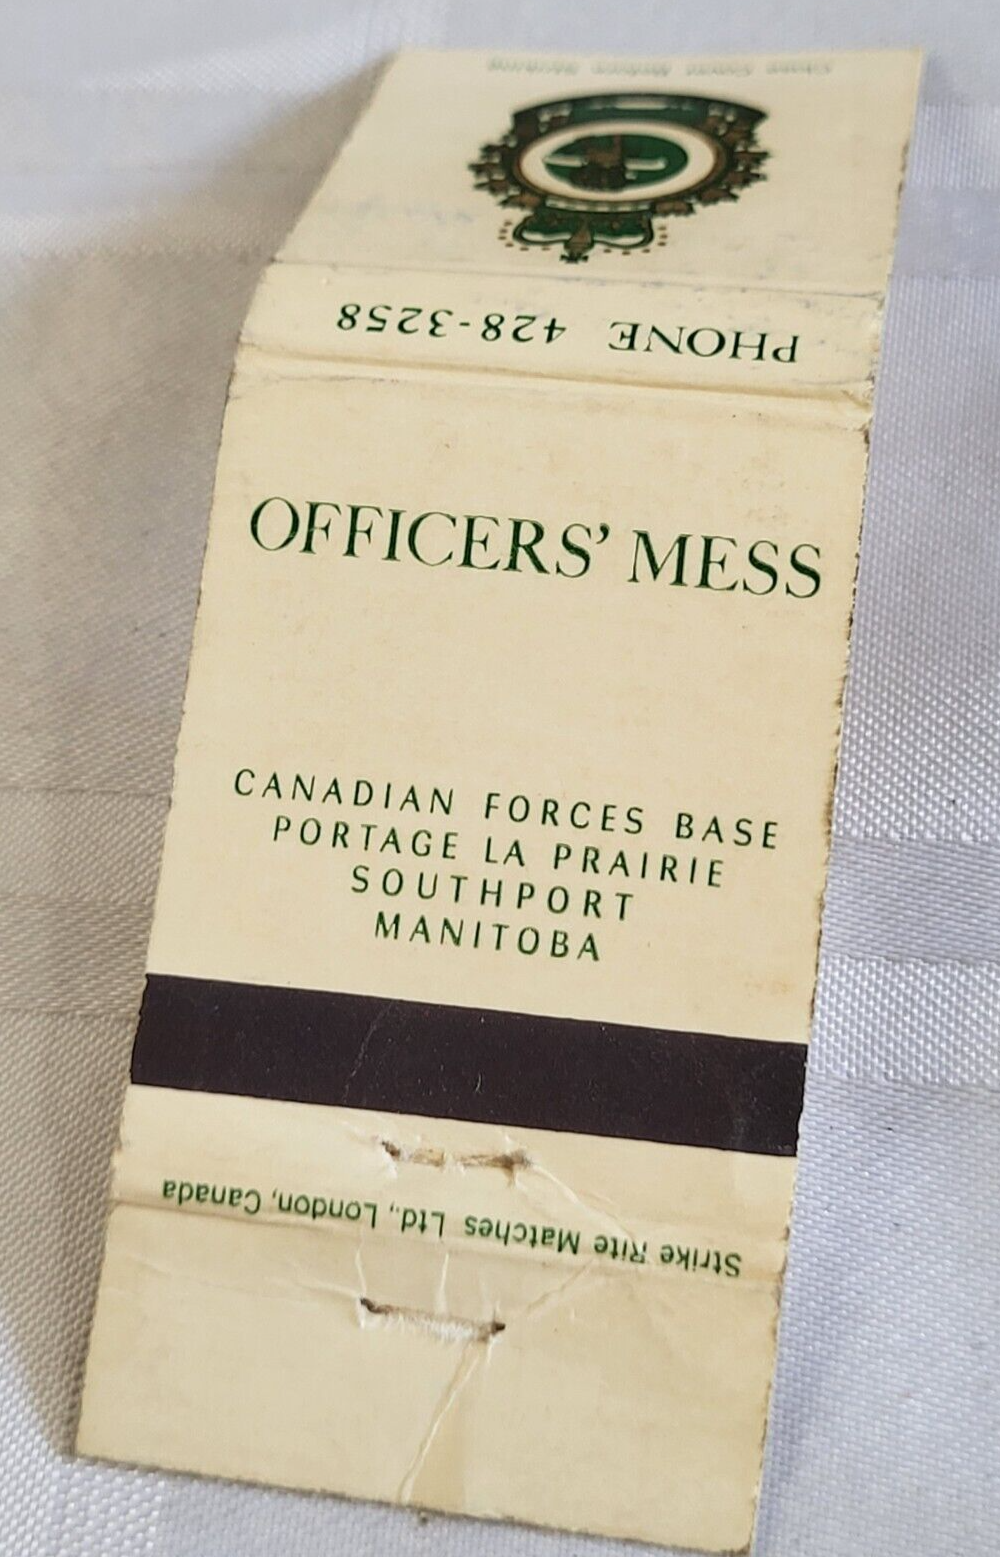 PHONE 428-3258
OFFICERS' MESS
CANADIAN FORCES BASE
PORTAGE LA PRAIRIE
SOUTHPORT
MANITOBA
Strike Rite Matches Ltd., London, Canada